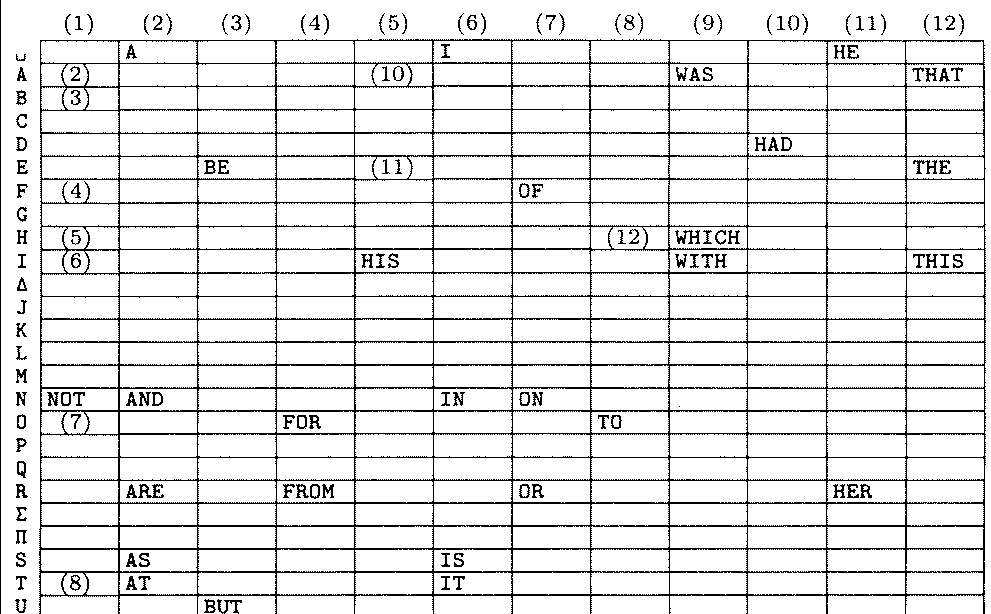 (1) (2) (3) (4) (5) (6) (7) (8) (9) (10) (11) (12)
␣ A I HE
A (2) (10) WAS THAT
B (3)
C
D HAD
E BE (11) THE
F (4) OF
G
H (5) (12) WHICH
I (6) HIS WITH THIS
Δ
J
K
L
M
N NOT AND IN ON
O (7) FOR TO
P
Q
R ARE FROM OR HER
Σ
Π
S AS IS
T (8) AT IT
U BUT